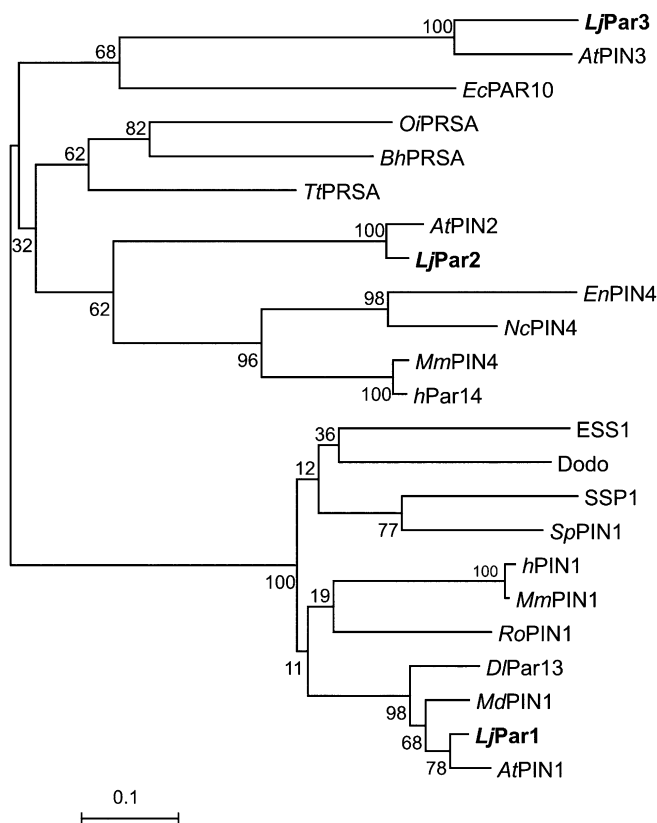 LjPar3
100
AtPIN3
68
EcPAR10
OiPRSA
82
BhPRSA
62
TtPRSA
AtPIN2
100
32
LjPar2
EnPIN4
98
62
NcPIN4
96
MmPIN4
100
hPar14
36
ESS1
12
Dodo
SSP1
77
SpPIN1
hPIN1
100
100
19
MmPIN1
RoPIN1
11
DlPar13
MdPIN1
98
LjPar1
68
78
AtPIN1
0.1